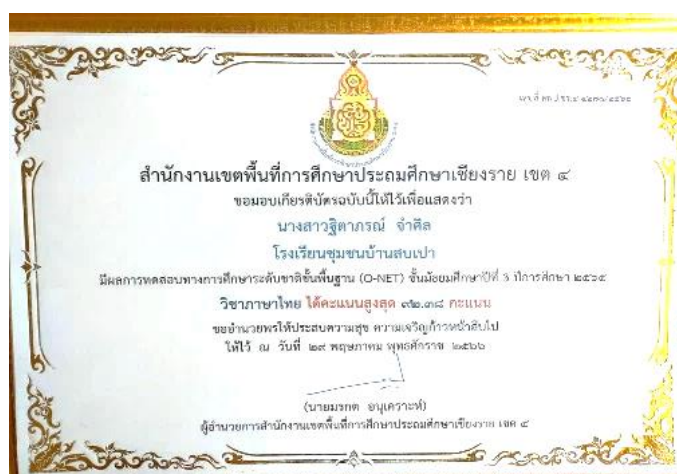 สำนักงานเขตพื้นที่การศึกษาประถมศึกษาเชียงราย เขต ๔
ขอมอบเกียรติบัตรฉบับนี้ให้ไว้เพื่อแสดงว่า
นางสาวฐิตาภรณ์ จำศีล
โรงเรียนชุมชนบ้านสบเปา
มีผลการทดสอบทางการศึกษาระดับชาติขั้นพื้นฐาน (O-NET) ชั้นมัธยมศึกษาปีที่ 3 ปีการศึกษา ๒๕๖๕
วิชาภาษาไทย ได้คะแนนสูงสุด ๙๒.๓๘ คะแนน
ขออำนวยพรให้ประสบความสุข ความเจริญก้าวหน้าสืบไป
ให้ไว้ ณ วันที่ ๒๙ พฤษภาคม พุทธศักราช ๒๕๖๖
(นายมรกต อนุเคราะห์)
ผู้อำนวยการสำนักงานเขตพื้นที่การศึกษาประถมศึกษาเชียงราย เขต ๔